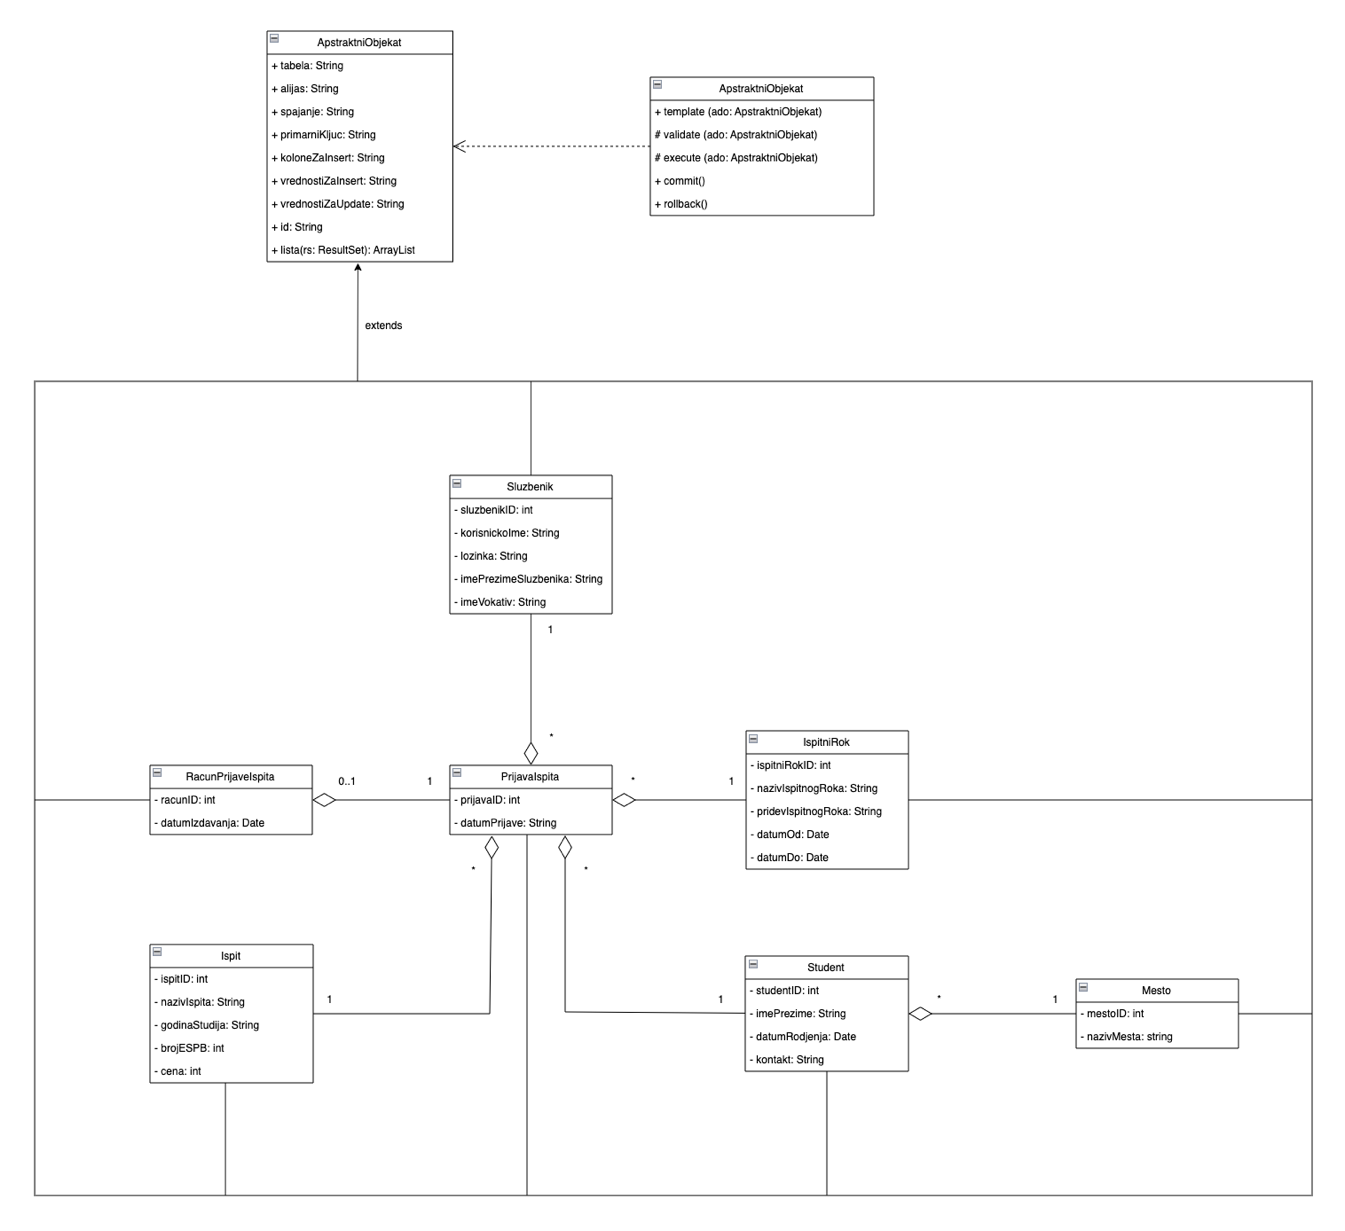 ApstraktniObjekat
+ tabela: String
+ alijas: String
+ spajanje: String
+ primarniKljuc: String
+ koloneZaInsert: String
+ vrednostiZaInsert: String
+ vrednostiZaUpdate: String
+ id: String
+ lista(rs: ResultSet): ArrayList
ApstraktniObjekat
+ template (ado: ApstraktniObjekat)
# validate (ado: ApstraktniObjekat)
# execute (ado: ApstraktniObjekat)
+ commit()
+ rollback()
extends
Sluzbenik
- sluzbenikID: int
- korisnickoIme: String
- lozinka: String
- imePrezimeSluzbenika: String
- imeVokativ: String
1
*
RacunPrijaveIspita
- racunID: int
- datumIzdavanja: Date
0..1
1
PrijavaIspita
- prijavaID: int
- datumPrijave: String
*
1
IspitniRok
- ispitniRokID: int
- nazivIspitnogRoka: String
- pridevIspitnogRoka: String
- datumOd: Date
- datumDo: Date
*
*
Ispit
- ispitID: int
- nazivIspita: String
- godinaStudija: String
- brojESPB: int
- cena: int
1
1
Student
- studentID: int
- imePrezime: String
- datumRodjenja: Date
- kontakt: String
*
1
Mesto
- mestoID: int
- nazivMesta: string